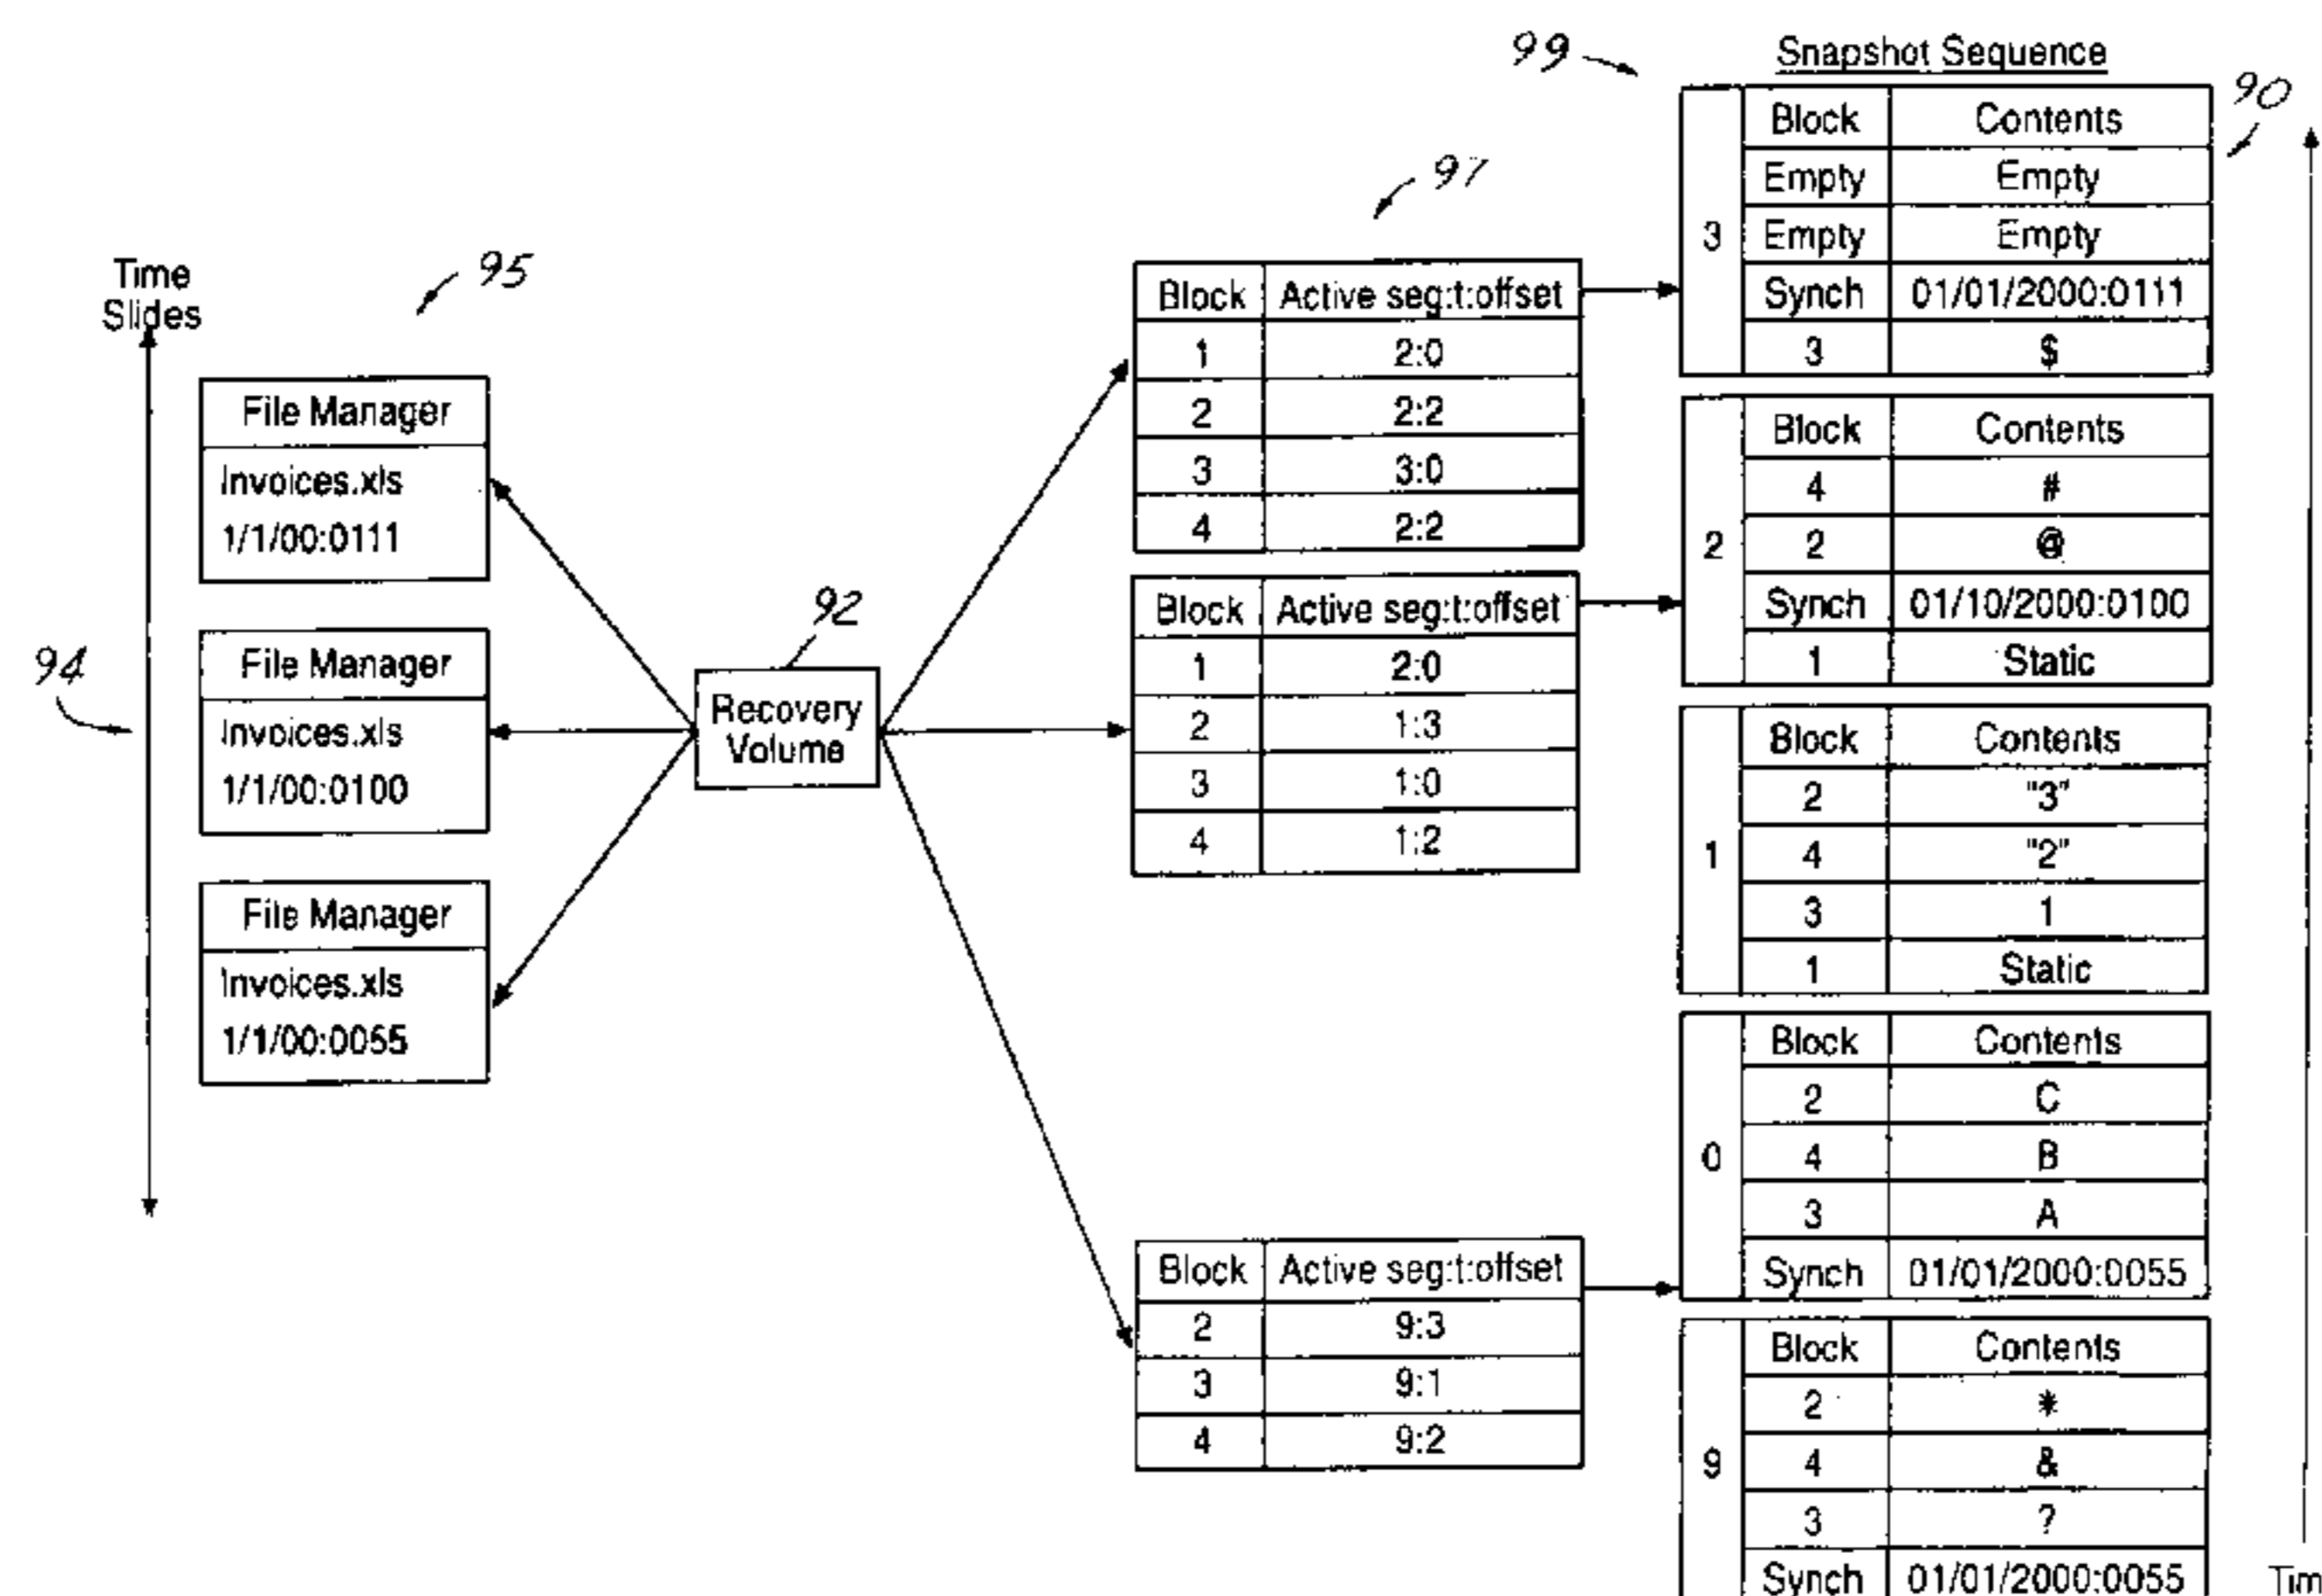 99
Snapshot Sequence
90
3
Block Contents
Empty Empty
Empty Empty
Synch 01/01/2000:0111
3 $
2
Block Contents
4 #
2 @
Synch 01/10/2000:0100
1 Static
1
Block Contents
2 "3"
4 "2"
3 1
1 Static
0
Block Contents
2 C
4 B
3 A
Synch 01/01/2000:0055
9
Block Contents
2 *
4 &
3 ?
Synch 01/01/2000:0055
97
Block Active seg:t:offset
1 2:0
2 2:2
3 3:0
4 2:2
Block Active seg:t:offset
1 2:0
2 1:3
3 1:0
4 1:2
Block Active seg:t:offset
2 9:3
3 9:1
4 9:2
92
Recovery
Volume
95
Time
Slides
94
File Manager
Invoices.xls
1/1/00:0111
File Manager
Invoices.xls
1/1/00:0100
File Manager
Invoices.xls
1/1/00:0055